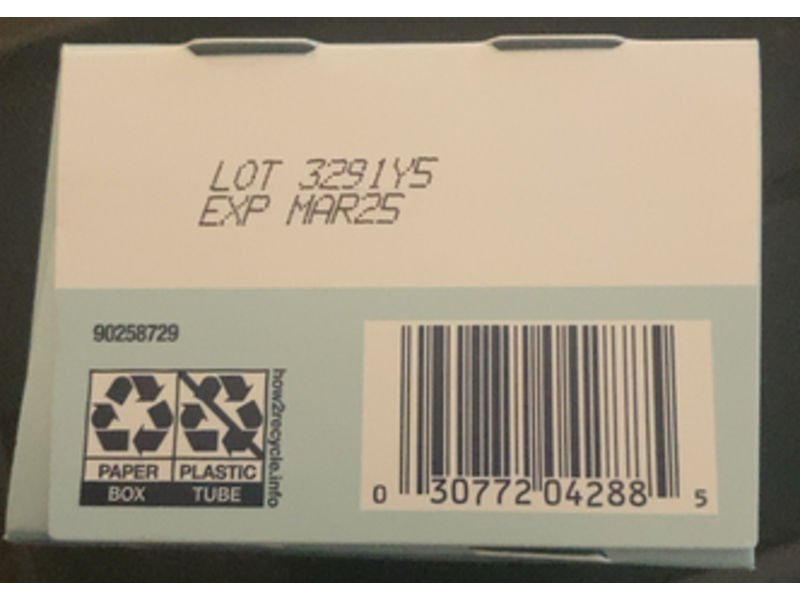 LOT 3291Y5
EXP MAR25
90258729
how2recycle.info
PAPER PLASTIC
BOX TUBE
0 30772 04288 5